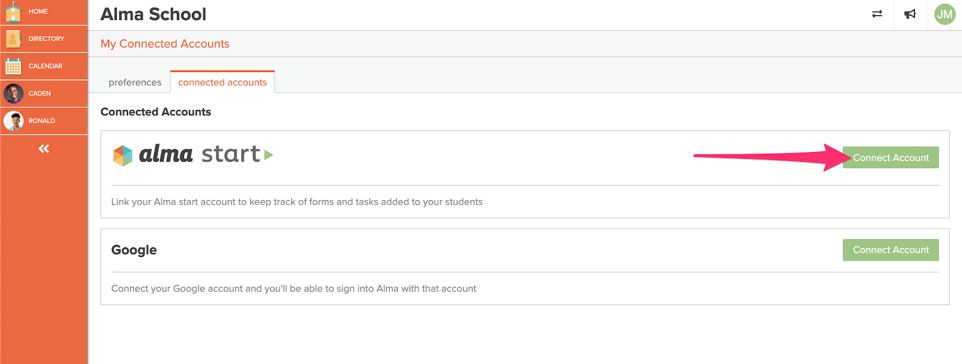 HOME
DIRECTORY
CALENDAR
CADEN
RONALD
Alma School
JM
My Connected Accounts
preferences
connected accounts
Connected Accounts
alma start
Connect Account
Link your Alma start account to keep track of forms and tasks added to your students
Google
Connect Account
Connect your Google account and you'll be able to sign into Alma with that account